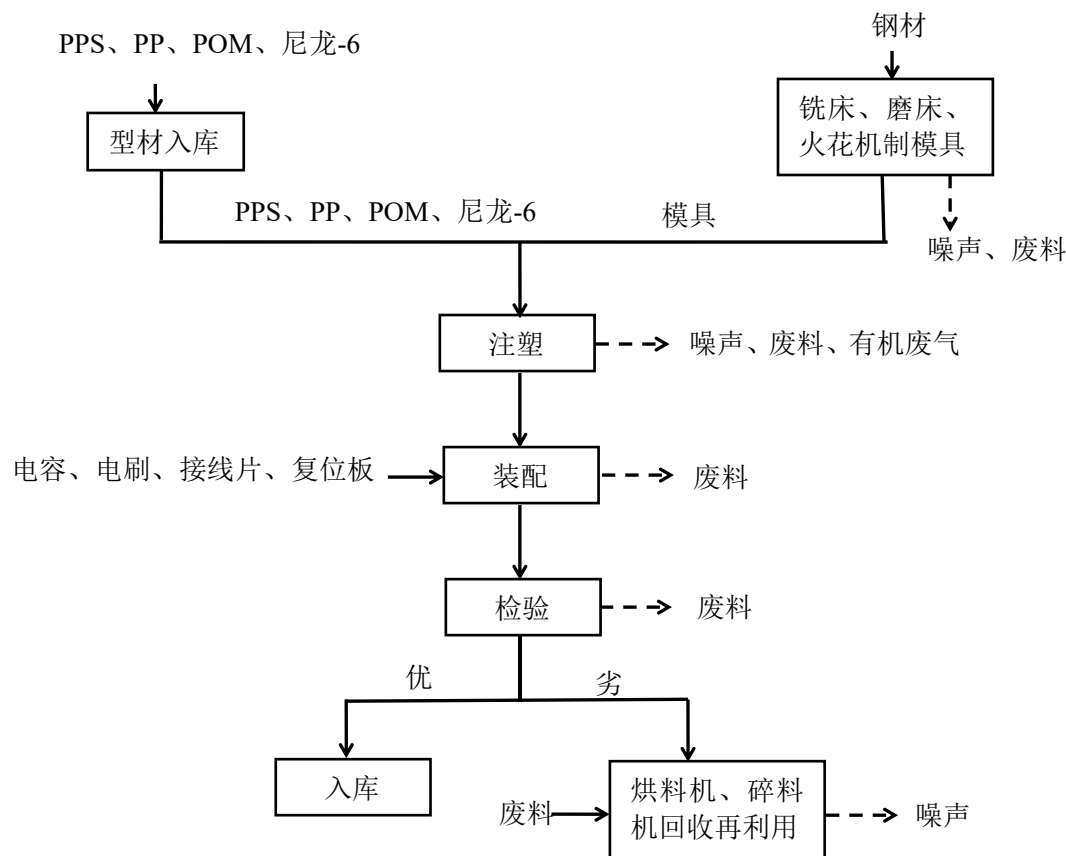 钢材
PPS、PP、POM、尼龙-6
铣床、磨床、
火花机制模具
型材入库
PPS、PP、POM、尼龙-6
模具
噪声、废料
注塑
噪声、废料、有机废气
电容、电刷、接线片、复位板
装配
废料
检验
废料
优
劣
入库
废料
烘料机、碎料
机回收再利用
噪声